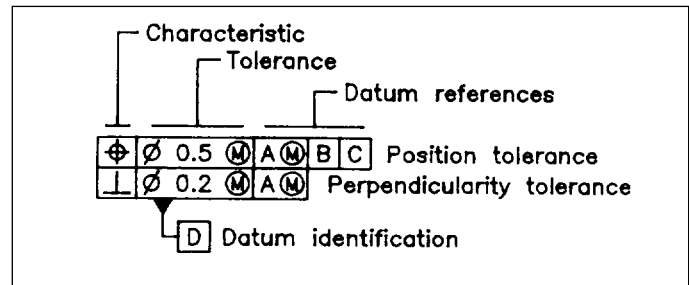 Characteristic
Tolerance
Datum references
⌖ Ø 0.5 Ⓜ A Ⓜ B C Position tolerance
⊥ Ø 0.2 Ⓜ A Ⓜ Perpendicularity tolerance
D Datum identification